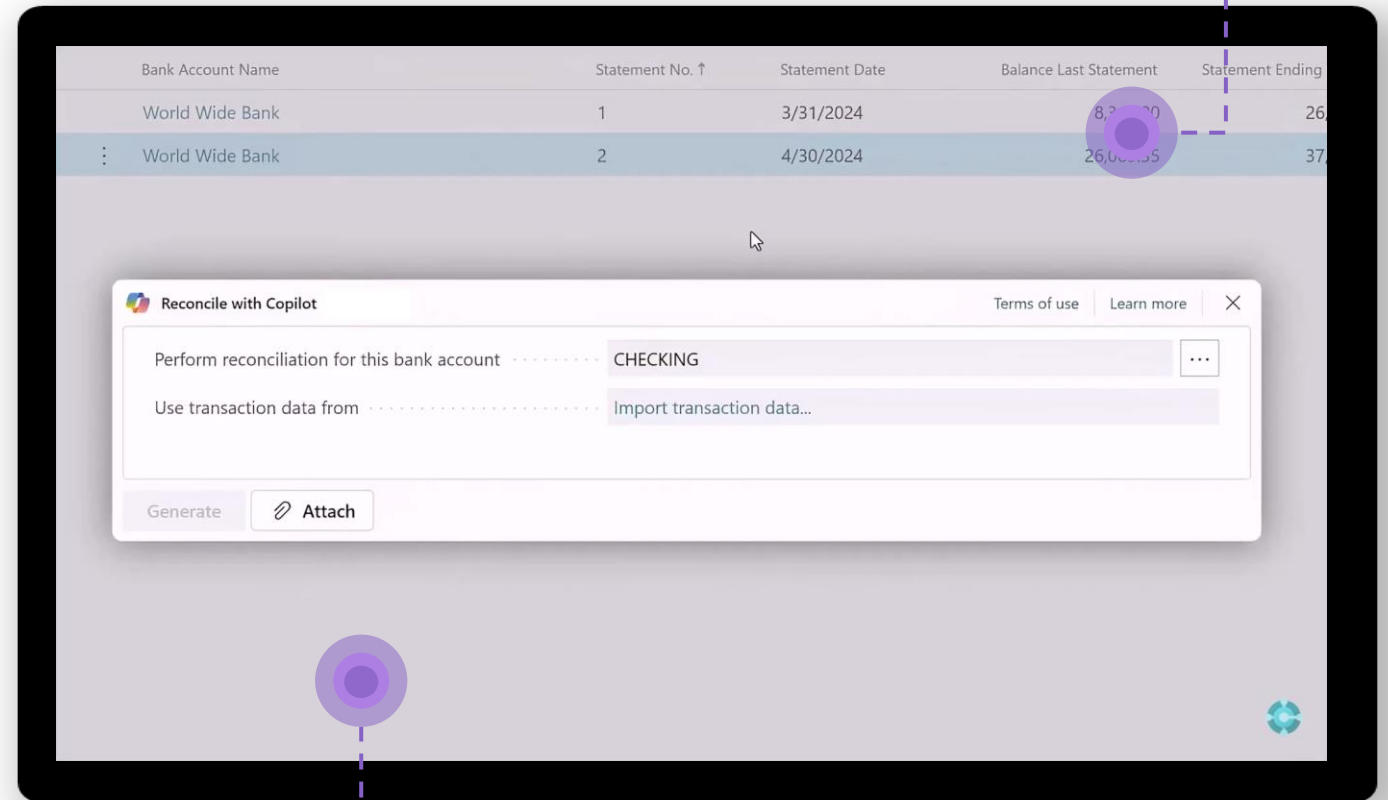 Bank Account Name Statement No. ↑ Statement Date Balance Last Statement Statement Ending
World Wide Bank 1 3/31/2024 26,
World Wide Bank 2 4/30/2024 37,
Reconcile with Copilot Terms of use Learn more
Perform reconciliation for this bank account CHECKING ...
Use transaction data from Import transaction data...
Generate Attach